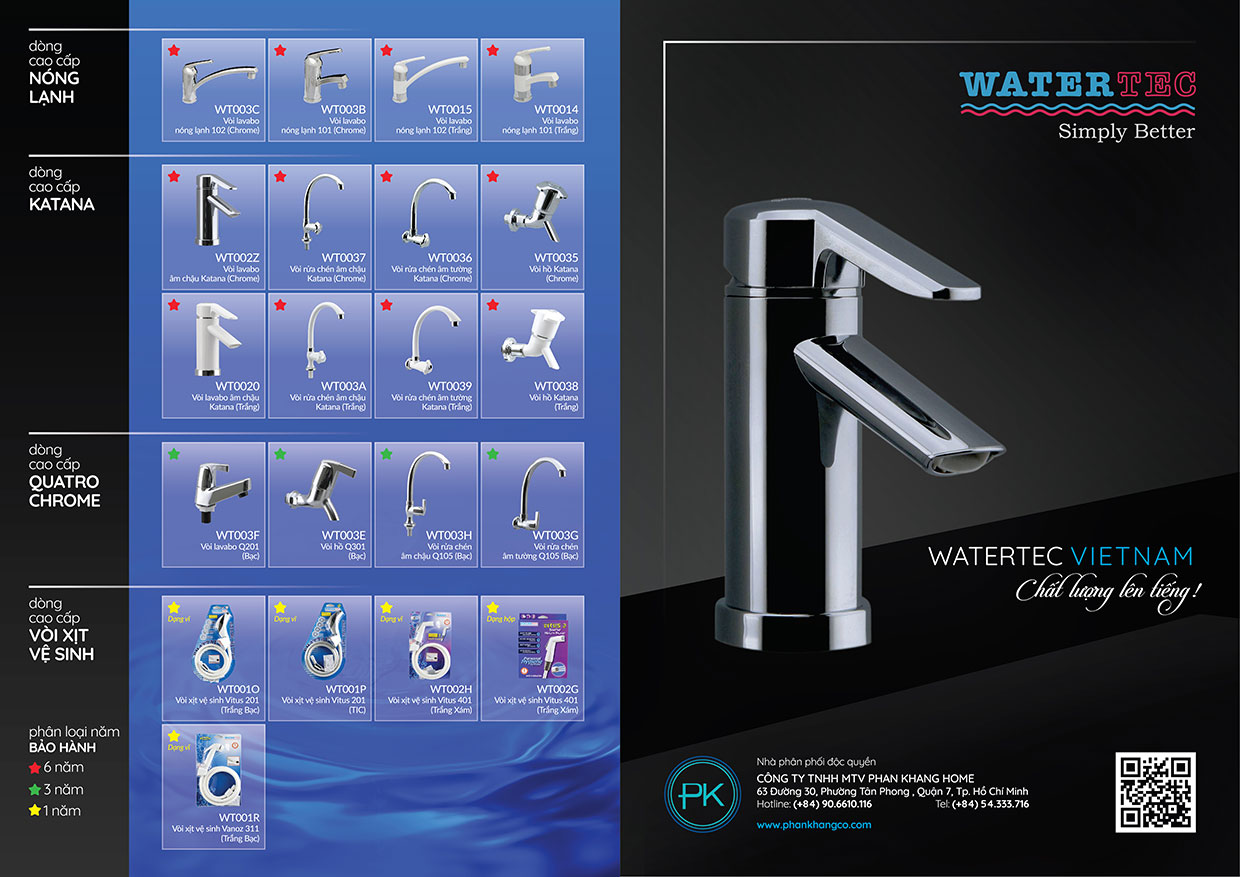 dòng
cao cấp
NÓNG
LẠNH
WT003C
Vòi lavabo
nóng lạnh 102 (Chrome)
WT003B
Vòi lavabo
nóng lạnh 101 (Chrome)
WT0015
Vòi lavabo
nóng lạnh 102 (Trắng)
WT0014
Vòi lavabo
nóng lạnh 101 (Trắng)
dòng
cao cấp
KATANA
WT002Z
Vòi lavabo
âm chậu Katana (Chrome)
WT0037
Vòi rửa chén âm chậu
Katana (Chrome)
WT0036
Vòi rửa chén âm tường
Katana (Chrome)
WT0035
Vòi hồ Katana
(Chrome)
WT0020
Vòi lavabo âm chậu
Katana (Trắng)
WT003A
Vòi rửa chén âm chậu
Katana (Trắng)
WT0039
Vòi rửa chén âm tường
Katana (Trắng)
WT0038
Vòi hồ Katana
(Trắng)
dòng
cao cấp
QUATRO
CHROME
WT003F
Vòi lavabo Q201
(Bạc)
WT003E
Vòi hồ Q301
(Bạc)
WT003H
Vòi rửa chén
âm chậu Q105 (Bạc)
WT003G
Vòi rửa chén
âm tường Q105 (Bạc)
dòng
cao cấp
VÒI XỊT
VỆ SINH
Dạng vỉ
WT001O
Vòi xịt vệ sinh Vitus 201
(Trắng Bạc)
Dạng vỉ
WT001P
Vòi xịt vệ sinh Vitus 201
(TIC)
Dạng vỉ
WT002H
Vòi xịt vệ sinh Vitus 401
(Trắng Xám)
Dạng hộp
WT002G
Vòi xịt vệ sinh Vitus 401
(Trắng Xám)
Dạng vỉ
WT001R
Vòi xịt vệ sinh Vanoz 311
(Trắng Bạc)
phân loại năm
BẢO HÀNH
6 năm
3 năm
1 năm
WATERTEC
Simply Better
WATERTEC VIETNAM
Chất lượng lên tiếng!
PK
Nhà phân phối độc quyền
CÔNG TY TNHH MTV PHAN KHANG HOME
63 Đường 30, Phường Tân Phong , Quận 7, Tp. Hồ Chí Minh
Hotline: (+84) 90.6610.116 Tel: (+84) 54.333.716
www.phankhangco.com